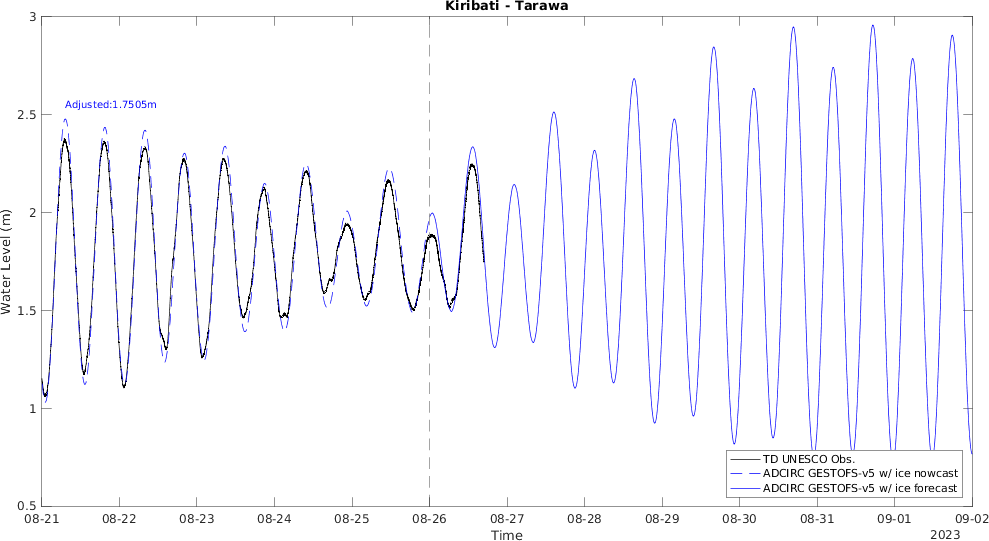 Kiribati - Tarawa
Adjusted:1.7505m
Water Level (m)
3
2.5
2
1.5
1
0.5
08-21 08-22 08-23 08-24 08-25 08-26 08-27 08-28 08-29 08-30 08-31 09-01 09-02
Time
2023
TD UNESCO Obs.
ADCIRC GESTOFS-v5 w/ ice nowcast
ADCIRC GESTOFS-v5 w/ ice forecast